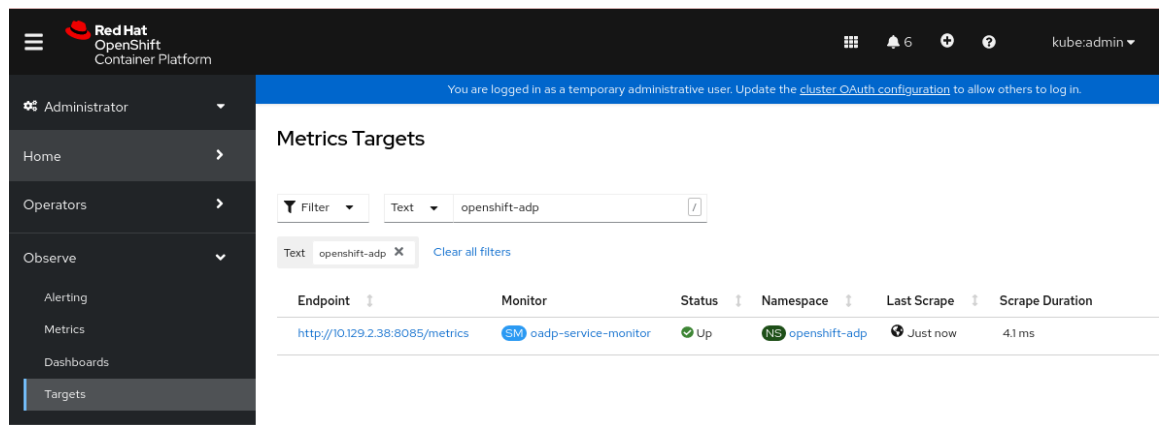 Red Hat
OpenShift
Container Platform
6
kube:admin
Administrator
Home
Operators
Observe
Alerting
Metrics
Dashboards
Targets
You are logged in as a temporary administrative user. Update the cluster OAuth configuration to allow others to log in.
Metrics Targets
Filter Text openshift-adp /
Text openshift-adp Clear all filters
Endpoint Monitor Status Namespace Last Scrape Scrape Duration
http://10.129.2.38:8085/metrics SM oadp-service-monitor Up NS openshift-adp Just now 4.1 ms